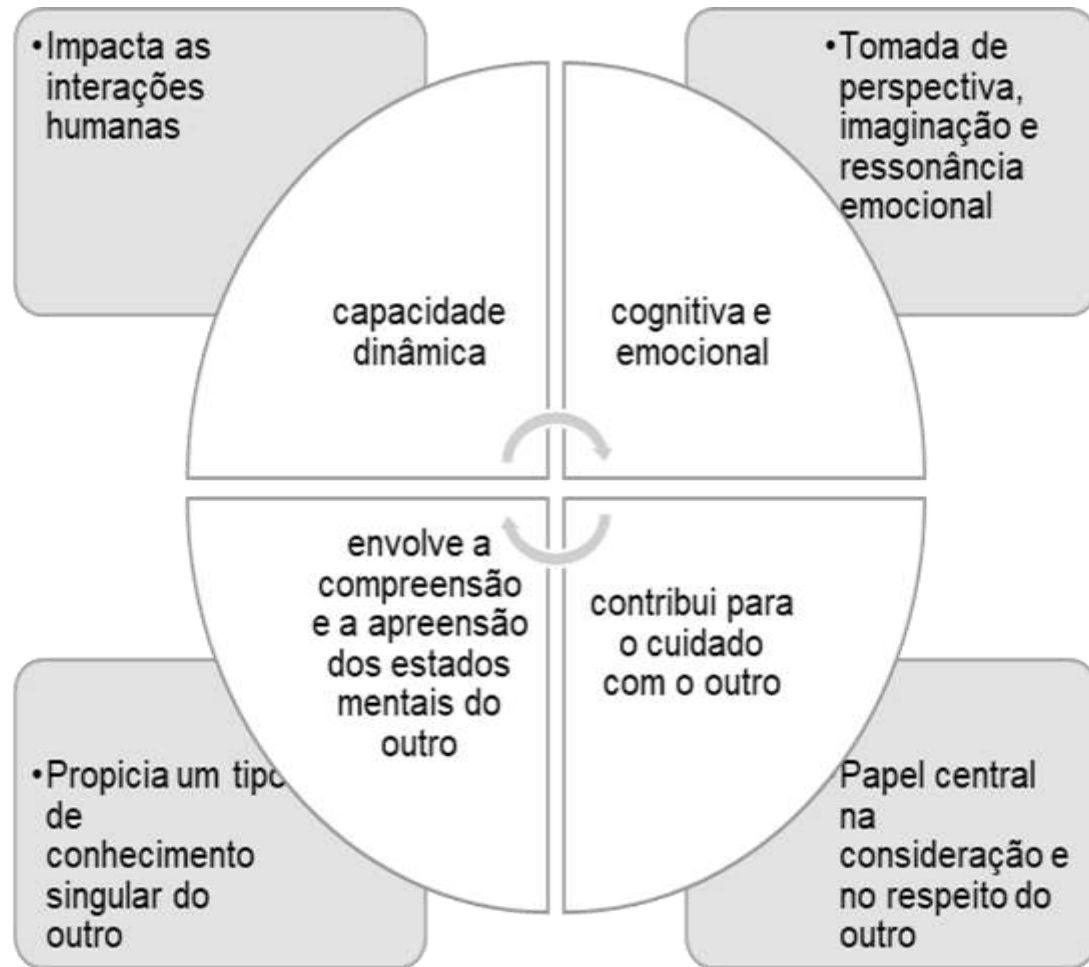 •Impacta as
interações
humanas
•Tomada de
perspectiva,
imaginação e
ressonância
emocional
capacidade
dinâmica
cognitiva e
emocional
envolve a
compreensão
e a apreensão
dos estados
mentais do
outro
contribui para
o cuidado
com o outro
•Propicia um tipo
de
conhecimento
singular do
outro
Papel central
na
consideração e
no respeito do
outro